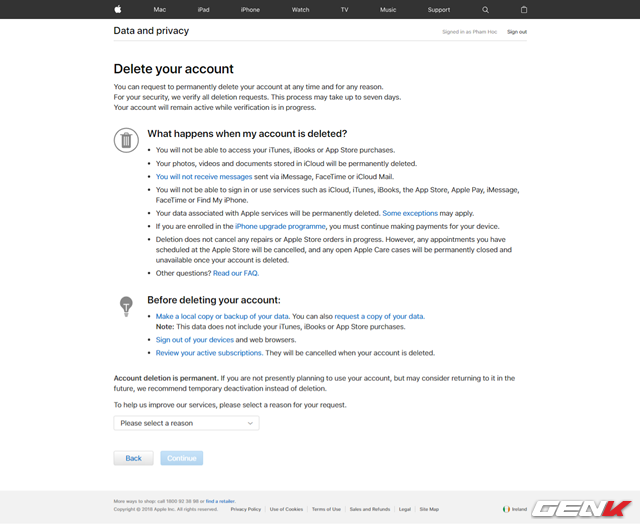 Mac iPad iPhone Watch TV Music Support
Data and privacy
Signed in as Pham Hoc Sign out
Delete your account
You can request to permanently delete your account at any time and for any reason.
For your security, we verify all deletion requests. This process may take up to seven days.
Your account will remain active while verification is in progress.
What happens when my account is deleted?
• You will not be able to access your iTunes, iBooks or App Store purchases.
• Your photos, videos and documents stored in iCloud will be permanently deleted.
• You will not receive messages sent via iMessage, FaceTime or iCloud Mail.
• You will not be able to sign in or use services such as iCloud, iTunes, iBooks, the App Store, Apple Pay, iMessage,
FaceTime or Find My iPhone.
• Your data associated with Apple services will be permanently deleted. Some exceptions may apply.
• If you are enrolled in the iPhone upgrade programme, you must continue making payments for your device.
• Deletion does not cancel any repairs or Apple Store orders in progress. However, any appointments you have
scheduled at the Apple Store will be cancelled, and any open Apple Care cases will be permanently closed and
unavailable once your account is deleted.
• Other questions? Read our FAQ.
Before deleting your account:
• Make a local copy or backup of your data. You can also request a copy of your data.
Note: This data does not include your iTunes, iBooks or App Store purchases.
• Sign out of your devices and web browsers.
• Review your active subscriptions. They will be cancelled when your account is deleted.
Account deletion is permanent. If you are not presently planning to use your account, but may consider returning to it in the
future, we recommend temporary deactivation instead of deletion.
To help us improve our services, please select a reason for your request.
Please select a reason
Back Continue
More ways to shop: call 1800 92 38 98 or find a retailer.
Copyright © 2018 Apple Inc. All rights reserved. Privacy Policy | Use of Cookies | Terms of Use | Sales and Refunds | Legal | Site Map
Ireland
GENK